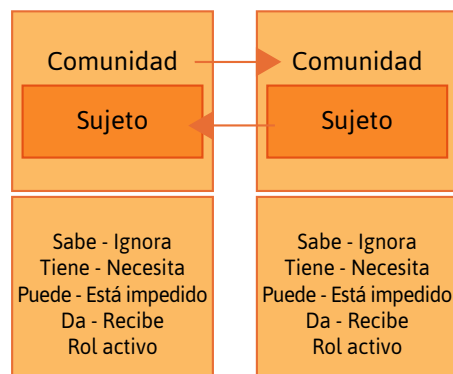 Comunidad
Sujeto
Sabe - Ignora
Tiene - Necesita
Puede - Está impedido
Da - Recibe
Rol activo
Comunidad
Sujeto
Sabe - Ignora
Tiene - Necesita
Puede - Está impedido
Da - Recibe
Rol activo